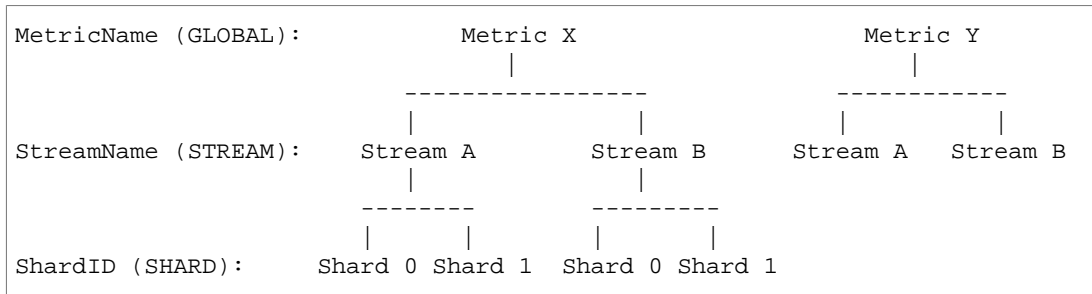 MetricName (GLOBAL): Metric X Metric Y
StreamName (STREAM): Stream A Stream B Stream A Stream B
ShardID (SHARD): Shard 0 Shard 1 Shard 0 Shard 1